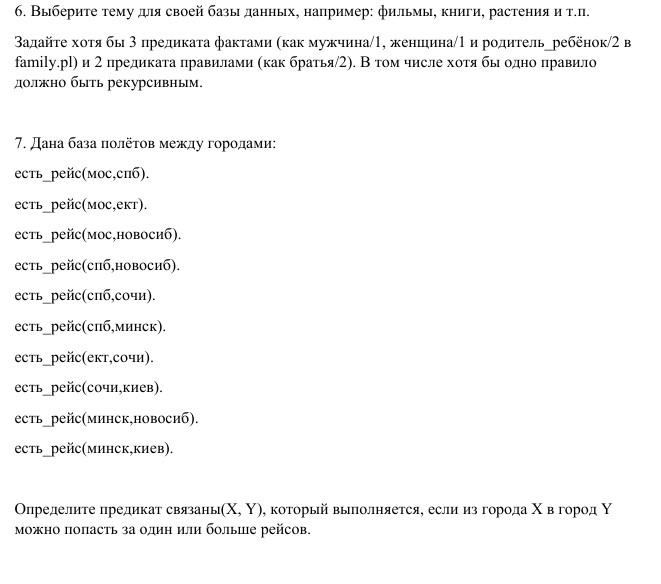 6. Выберите тему для своей базы данных, например: фильмы, книги, растения и т.п.
Задайте хотя бы 3 предиката фактами (как мужчина/1, женщина/1 и родитель_ребёнок/2 в
family.pl) и 2 предиката правилами (как братья/2). В том числе хотя бы одно правило
должно быть рекурсивным.
7. Дана база полётов между городами:
есть_рейс(мос,спб).
есть_рейс(мос,ект).
есть_рейс(мос,новосиб).
есть_рейс(спб,новосиб).
есть_рейс(спб,сочи).
есть_рейс(спб,минск).
есть_рейс(ект,сочи).
есть_рейс(сочи,киев).
есть_рейс(минск,новосиб).
есть_рейс(минск,киев).
Определите предикат связаны(X, Y), который выполняется, если из города X в город Y
можно попасть за один или больше рейсов.